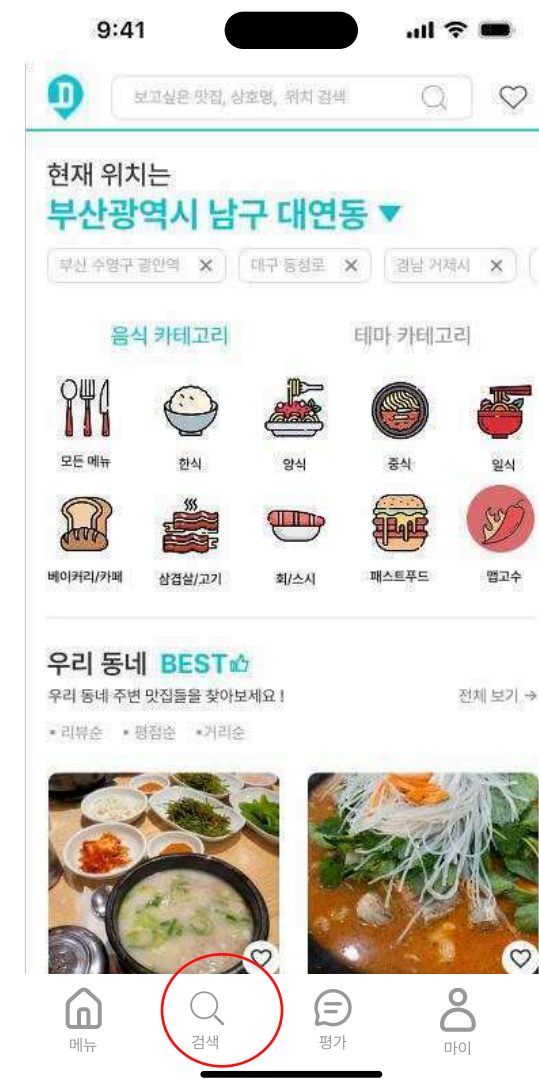 9:41
D
보고싶은 맛집, 상호명, 위치 검색
현재 위치는
부산광역시 남구 대연동 ▼
부산 수영구 광안역 ✕ 대구 동성로 ✕ 경남 거제시 ✕
음식 카테고리 테마 카테고리
모든 메뉴 한식 양식 중식 일식
베이커리/카페 삼겹살/고기 회/스시 패스트푸드 맵고수
우리 동네 BEST
우리 동네 주변 맛집들을 찾아보세요 ! 전체 보기 →
• 리뷰순 • 평점순 •거리순
메뉴 검색 평가 마이